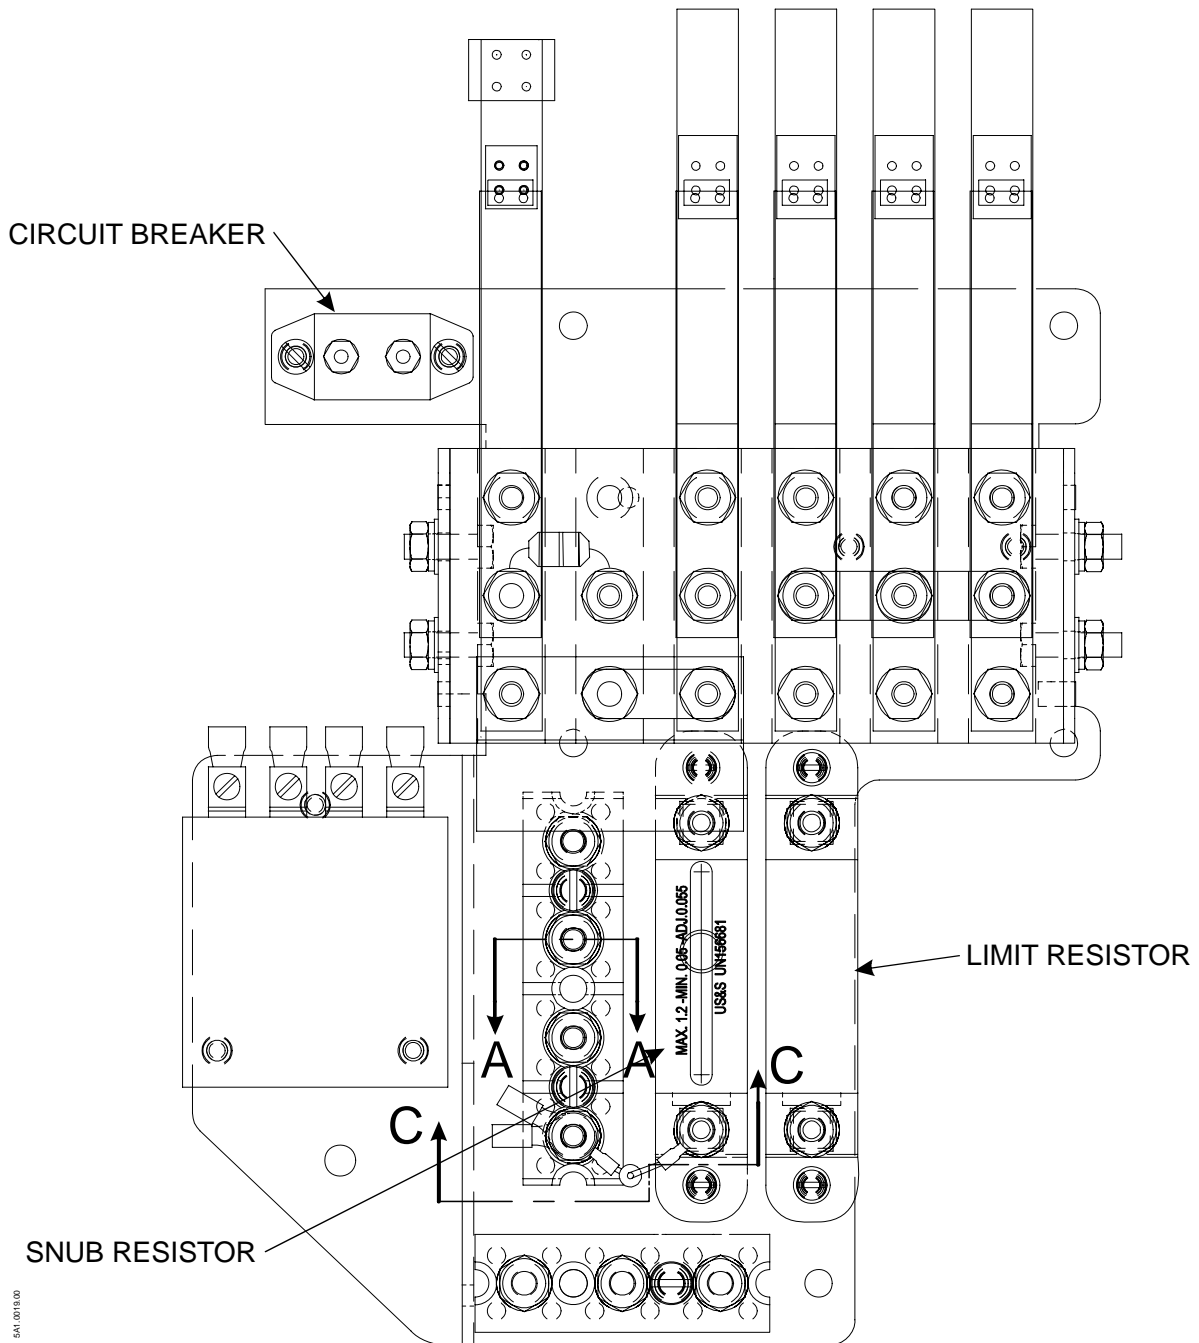 CIRCUIT BREAKER
LIMIT RESISTOR
MAX. 1.2 -MIN. 0.05 -ADJ.0.055
US&S UN156681
A
A
C
C
SNUB RESISTOR
5A1.0019.00